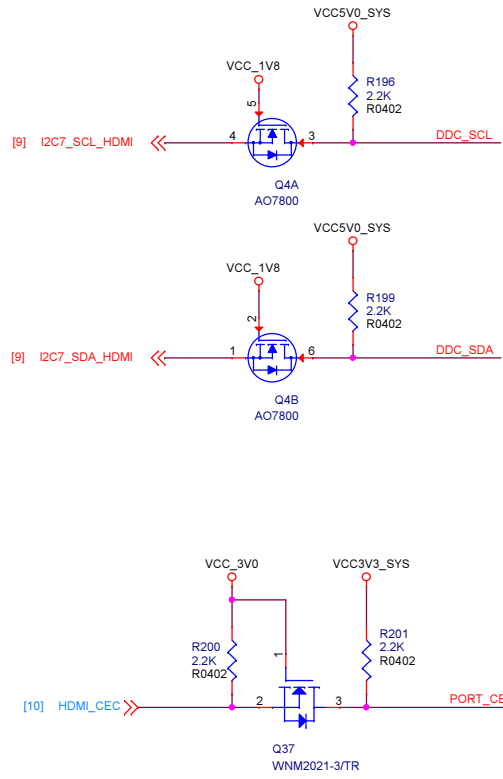 VCC5V0_SYS
VCC_1V8
R196
2.2K
R0402
5
[9] I2C7_SCL_HDMI
4
3
DDC_SCL
Q4A
AO7800
VCC5V0_SYS
VCC_1V8
R199
2.2K
R0402
2
[9] I2C7_SDA_HDMI
1
6
DDC_SDA
Q4B
AO7800
VCC_3V0
VCC3V3_SYS
R200
2.2K
R0402
1
R201
2.2K
R0402
[10] HDMI_CEC
2
3
PORT_CE
Q37
WNM2021-3/TR